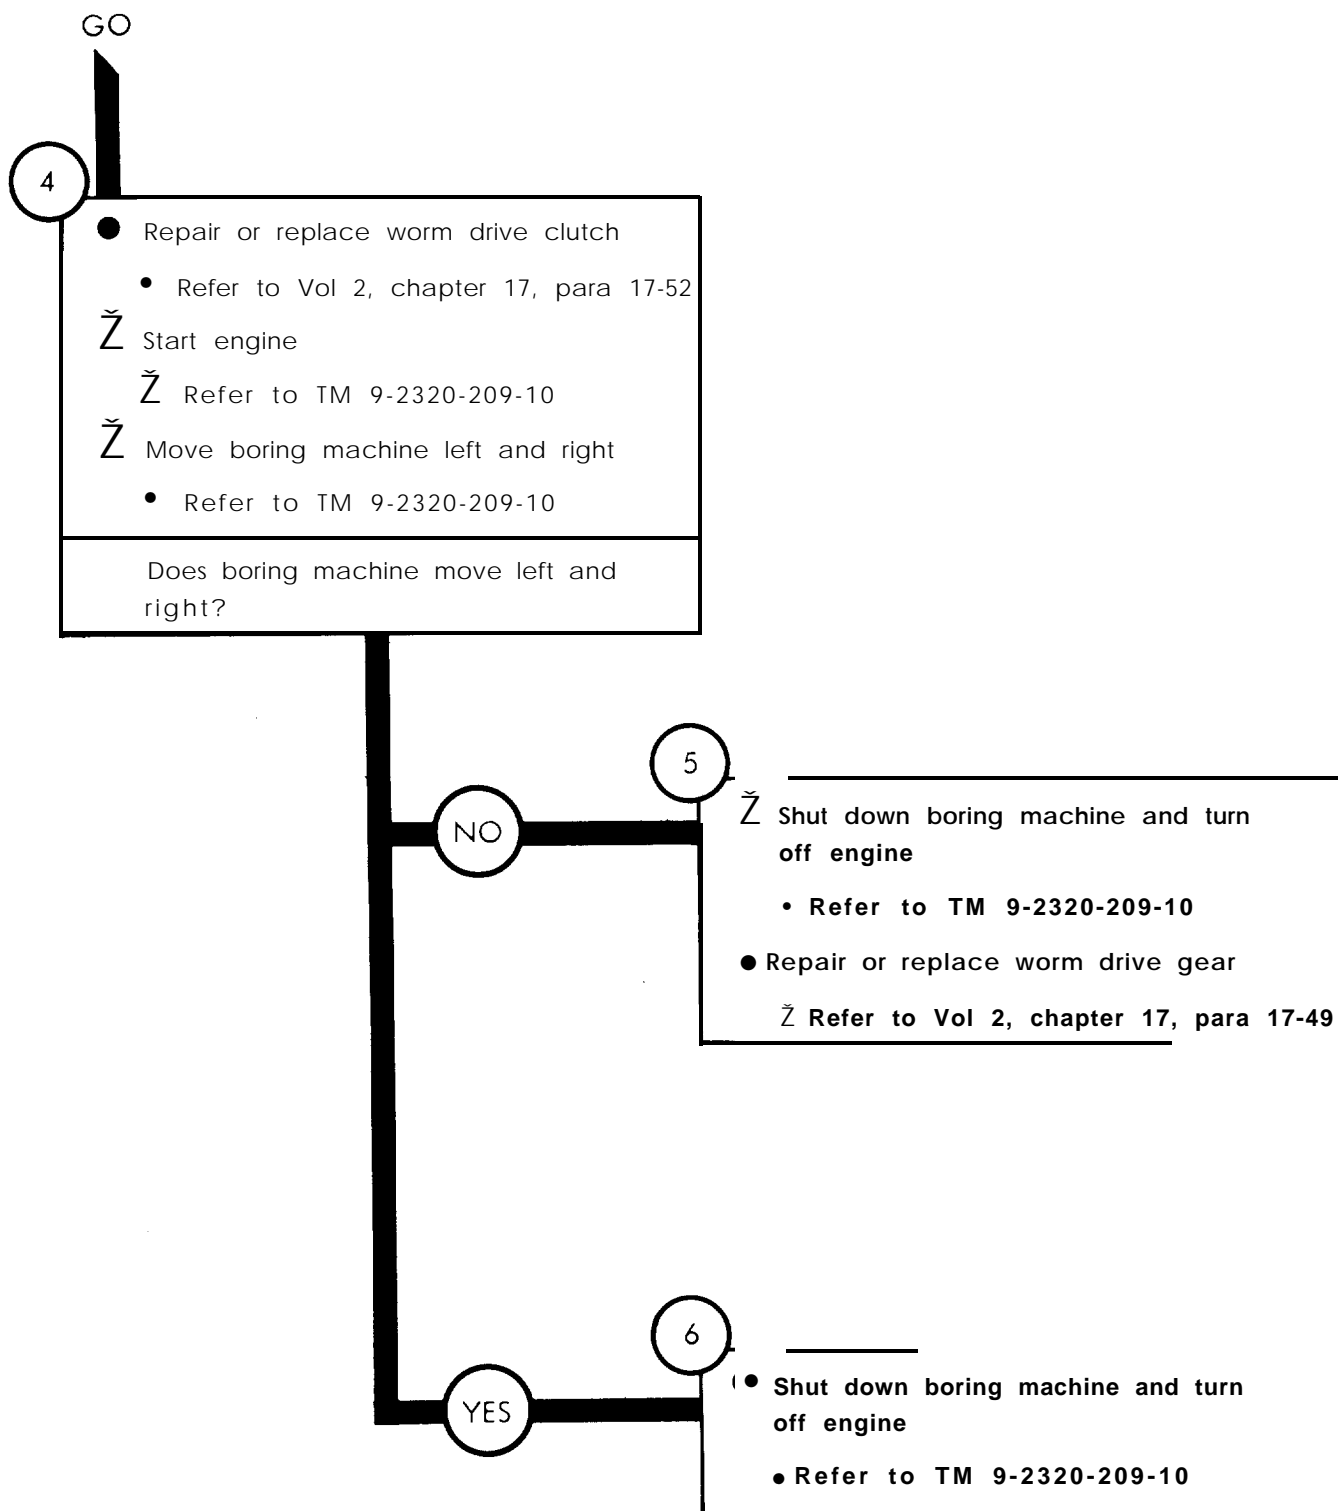 GO
4
● Repair or replace worm drive clutch
• Refer to Vol 2, chapter 17, para 17-52
Ž Start engine
Ž Refer to TM 9-2320-209-10
Ž Move boring machine left and right
• Refer to TM 9-2320-209-10
Does boring machine move left and
right?
5
NO
Ž Shut down boring machine and turn
off engine
• Refer to TM 9-2320-209-10
● Repair or replace worm drive gear
Ž Refer to Vol 2, chapter 17, para 17-49
6
YES
• Shut down boring machine and turn
off engine
● Refer to TM 9-2320-209-10